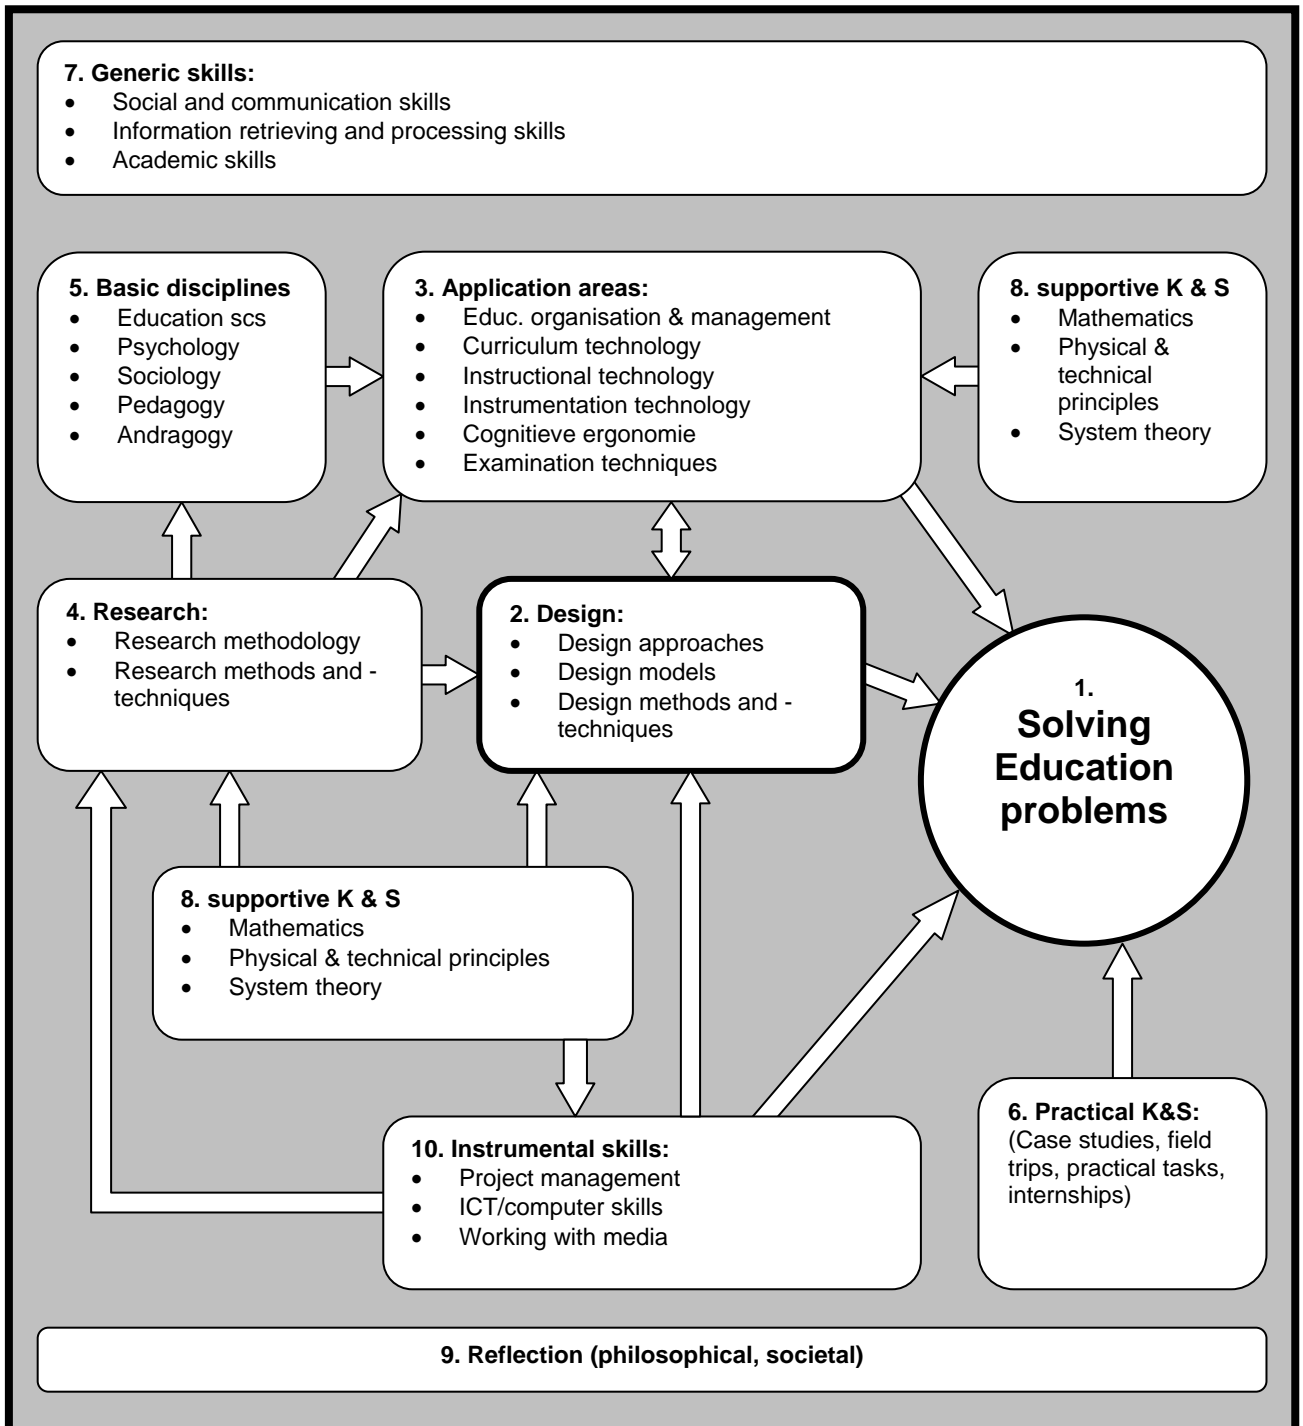 7. Generic skills:
• Social and communication skills
• Information retrieving and processing skills
• Academic skills
5. Basic disciplines
• Education scs
• Psychology
• Sociology
• Pedagogy
• Andragogy
3. Application areas:
• Educ. organisation & management
• Curriculum technology
• Instructional technology
• Instrumentation technology
• Cognitieve ergonomie
• Examination techniques
8. supportive K & S
• Mathematics
• Physical &
technical
principles
• System theory
4. Research:
• Research methodology
• Research methods and -
techniques
2. Design:
• Design approaches
• Design models
• Design methods and -
techniques
1.
Solving
Education
problems
8. supportive K & S
• Mathematics
• Physical & technical principles
• System theory
10. Instrumental skills:
• Project management
• ICT/computer skills
• Working with media
6. Practical K&S:
(Case studies, field
trips, practical tasks,
internships)
9. Reflection (philosophical, societal)